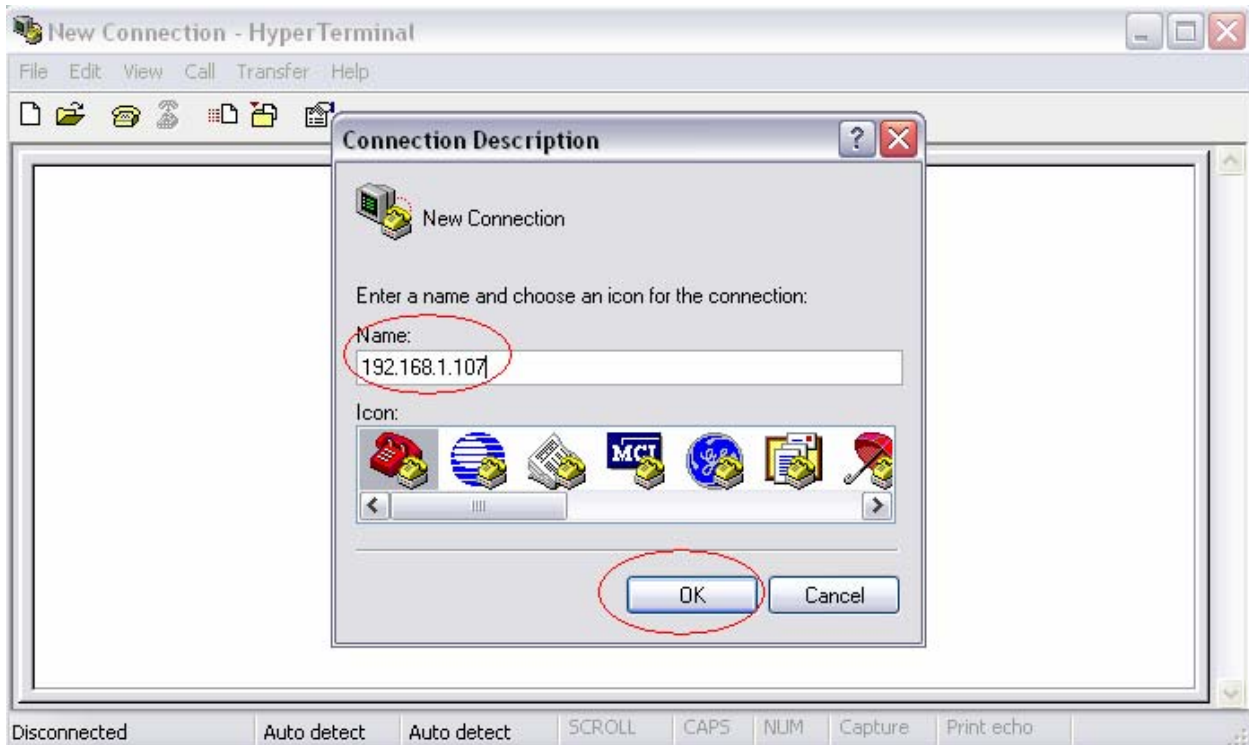 New Connection - HyperTerminal
File Edit View Call Transfer Help
Connection Description
New Connection
Enter a name and choose an icon for the connection:
Name:
192.168.1.107
Icon:
MCI
OK Cancel
Disconnected Auto detect Auto detect SCROLL CAPS NUM Capture Print echo